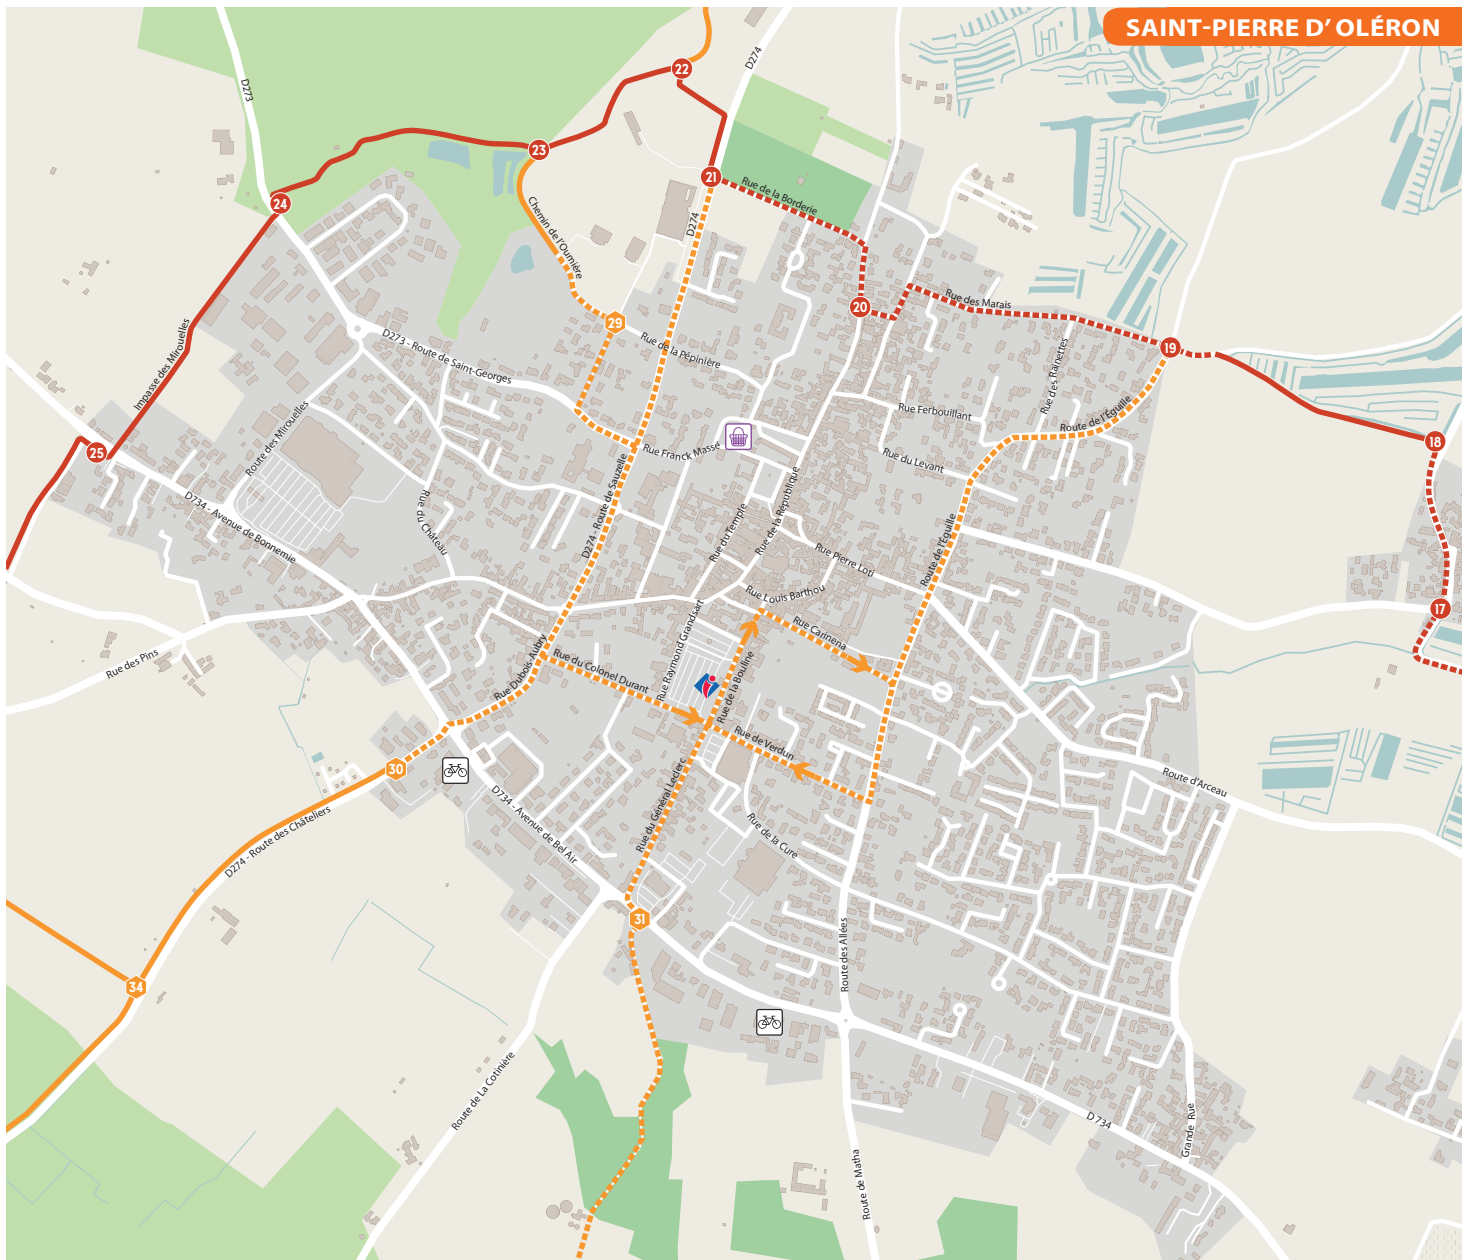 SAINT-PIERRE D' OLÉRON
D274
22
D273
23
21
Rue de la Borderie
24
Chemin de l'Oumière
D274
20
Rue des Marais
29
19
Impasse des Mirouelles
D273 - Route de Saint-Georges
Rue de la Pépinière
Rue des Rainettes
Rue Ferbouillant
Route de l'Éguille
18
25
Route des Mirouelles
Rue Franck Massé
Rue du Levant
D274 - Route de Sauzelle
Rue du Château
D734 - Avenue de Bonnemie
Rue du Temple
Rue de la République
Route de l'Éguille
Rue Pierre Loti
Rue Louis Barthou
17
Rue Raymond Grandsart
Rue Carinena
Rue des Pins
Rue Dubois-Aubry
Rue du Colonel Durant
Rue de la Bouline
Rue de Verdun
30
Route d'Arceau
D274 - Route des Châteliers
D734 - Avenue de Bel Air
Rue du Général Leclerc
Rue de la Cure
31
Route des Allées
34
Route de La Cotinière
D 734
Grande Rue
Route de Matha